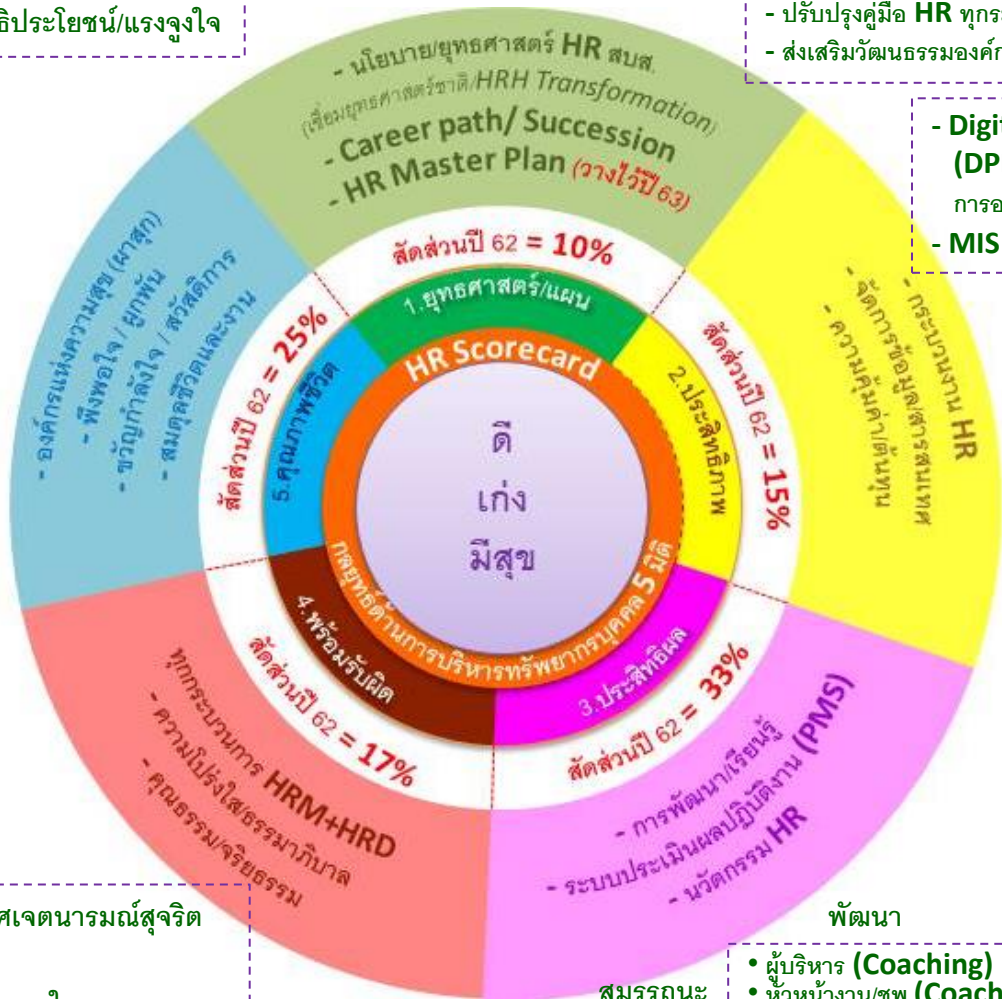 ธิประโยชน์/แรงจูงใจ
- ปรับปรุงคู่มือ HR ทุกร
- ส่งเสริมวัฒนธรรมองค์ก
- Digit
(DP
การอ
- MIS
- นโยบาย/ยุทธศาสตร์ HR สบส.
(เชื่อมยุทธศาสตร์ชาติ/HRH Transformation)
- Career path/ Succession
- HR Master Plan (วางไว้ปี 63)
สัดส่วนปี 62 = 10%
1.ยุทธศาสตร์/แผน
- กระบวนงาน HR
- จัดการข้อมูล/สารสนเทศ
- ความคุ้มค่า/ต้นทุน
สัดส่วนปี 62 = 15%
2.ประสิทธิภาพ
- การพัฒนา/เรียนรู้
- ระบบประเมินผลปฏิบัติงาน (PMS)
- นวัตกรรม HR
สัดส่วนปี 62 = 33%
3.ประสิทธิผล
ทุกกระบวนการ HRM+HRD
- ความโปร่งใส/ธรรมาภิบาล
- คุณธรรม/จริยธรรม
สัดส่วนปี 62 = 17%
4.พร้อมรับผิด
- องค์กรแห่งความสุข (ผาสุก)
- พึงพอใจ / ผูกพัน
- ขวัญกำลังใจ / สวัสดิการ
- สมดุลชีวิตและงาน
สัดส่วนปี 62 = 25%
5.คุณภาพชีวิต
HR Scorecard
กลยุทธ์ด้านการบริหารทรัพยากรบุคคล 5 มิติ
ดี
เก่ง
มีสุข
ศเจตนารมณ์สุจริต
พัฒนา
สมรรถนะ
• ผู้บริหาร (Coaching)
• หัวหน้างาน/ชพ (Coach